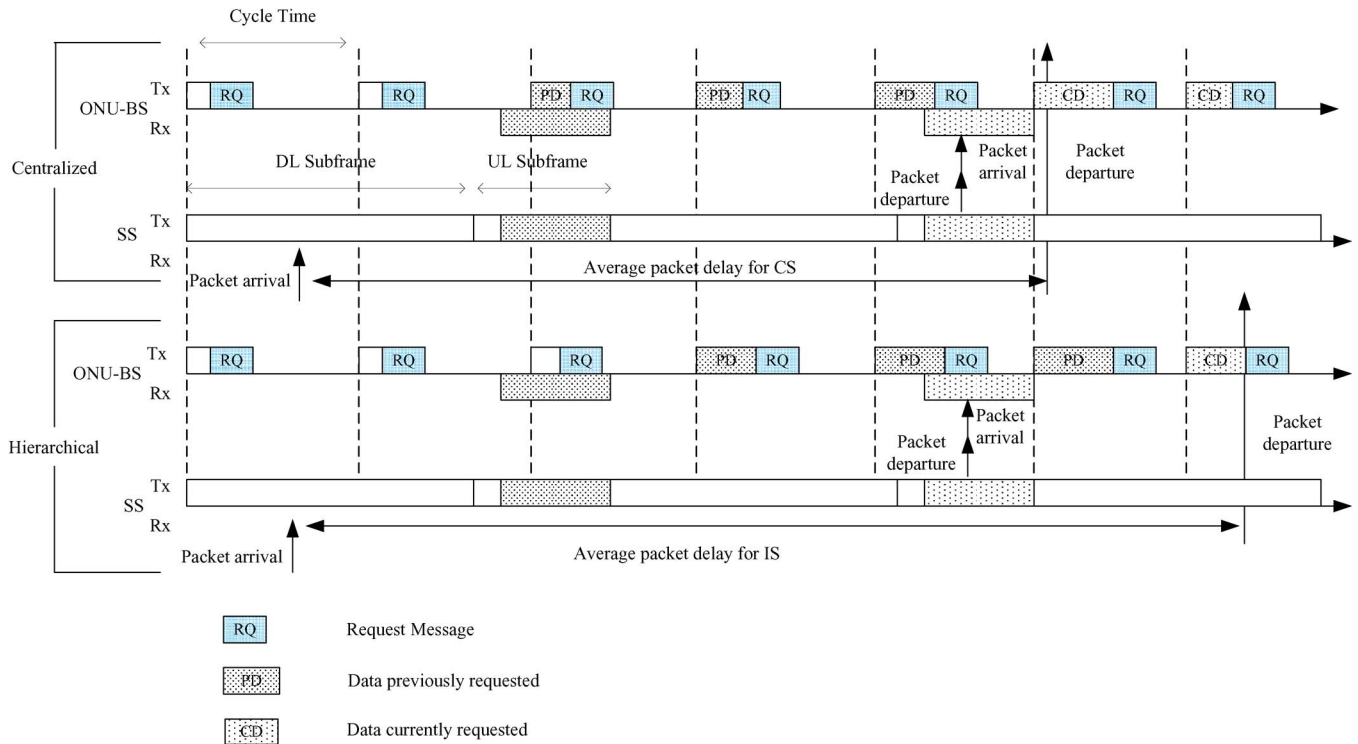 Cycle Time
Centralized
ONU-BS
Tx
Rx
RQ
RQ
PD RQ
PD RQ
PD RQ
CD RQ
CD RQ
DL Subframe
UL Subframe
Packet
departure
Packet
arrival
Packet
departure
SS
Tx
Rx
Packet arrival
Average packet delay for CS
Hierarchical
ONU-BS
Tx
Rx
RQ
RQ
RQ
PD RQ
PD RQ
PD RQ
CD RQ
Packet
departure
Packet
arrival
Packet
departure
SS
Tx
Rx
Packet arrival
Average packet delay for IS
RQ Request Message
PD Data previously requested
CD Data currently requested